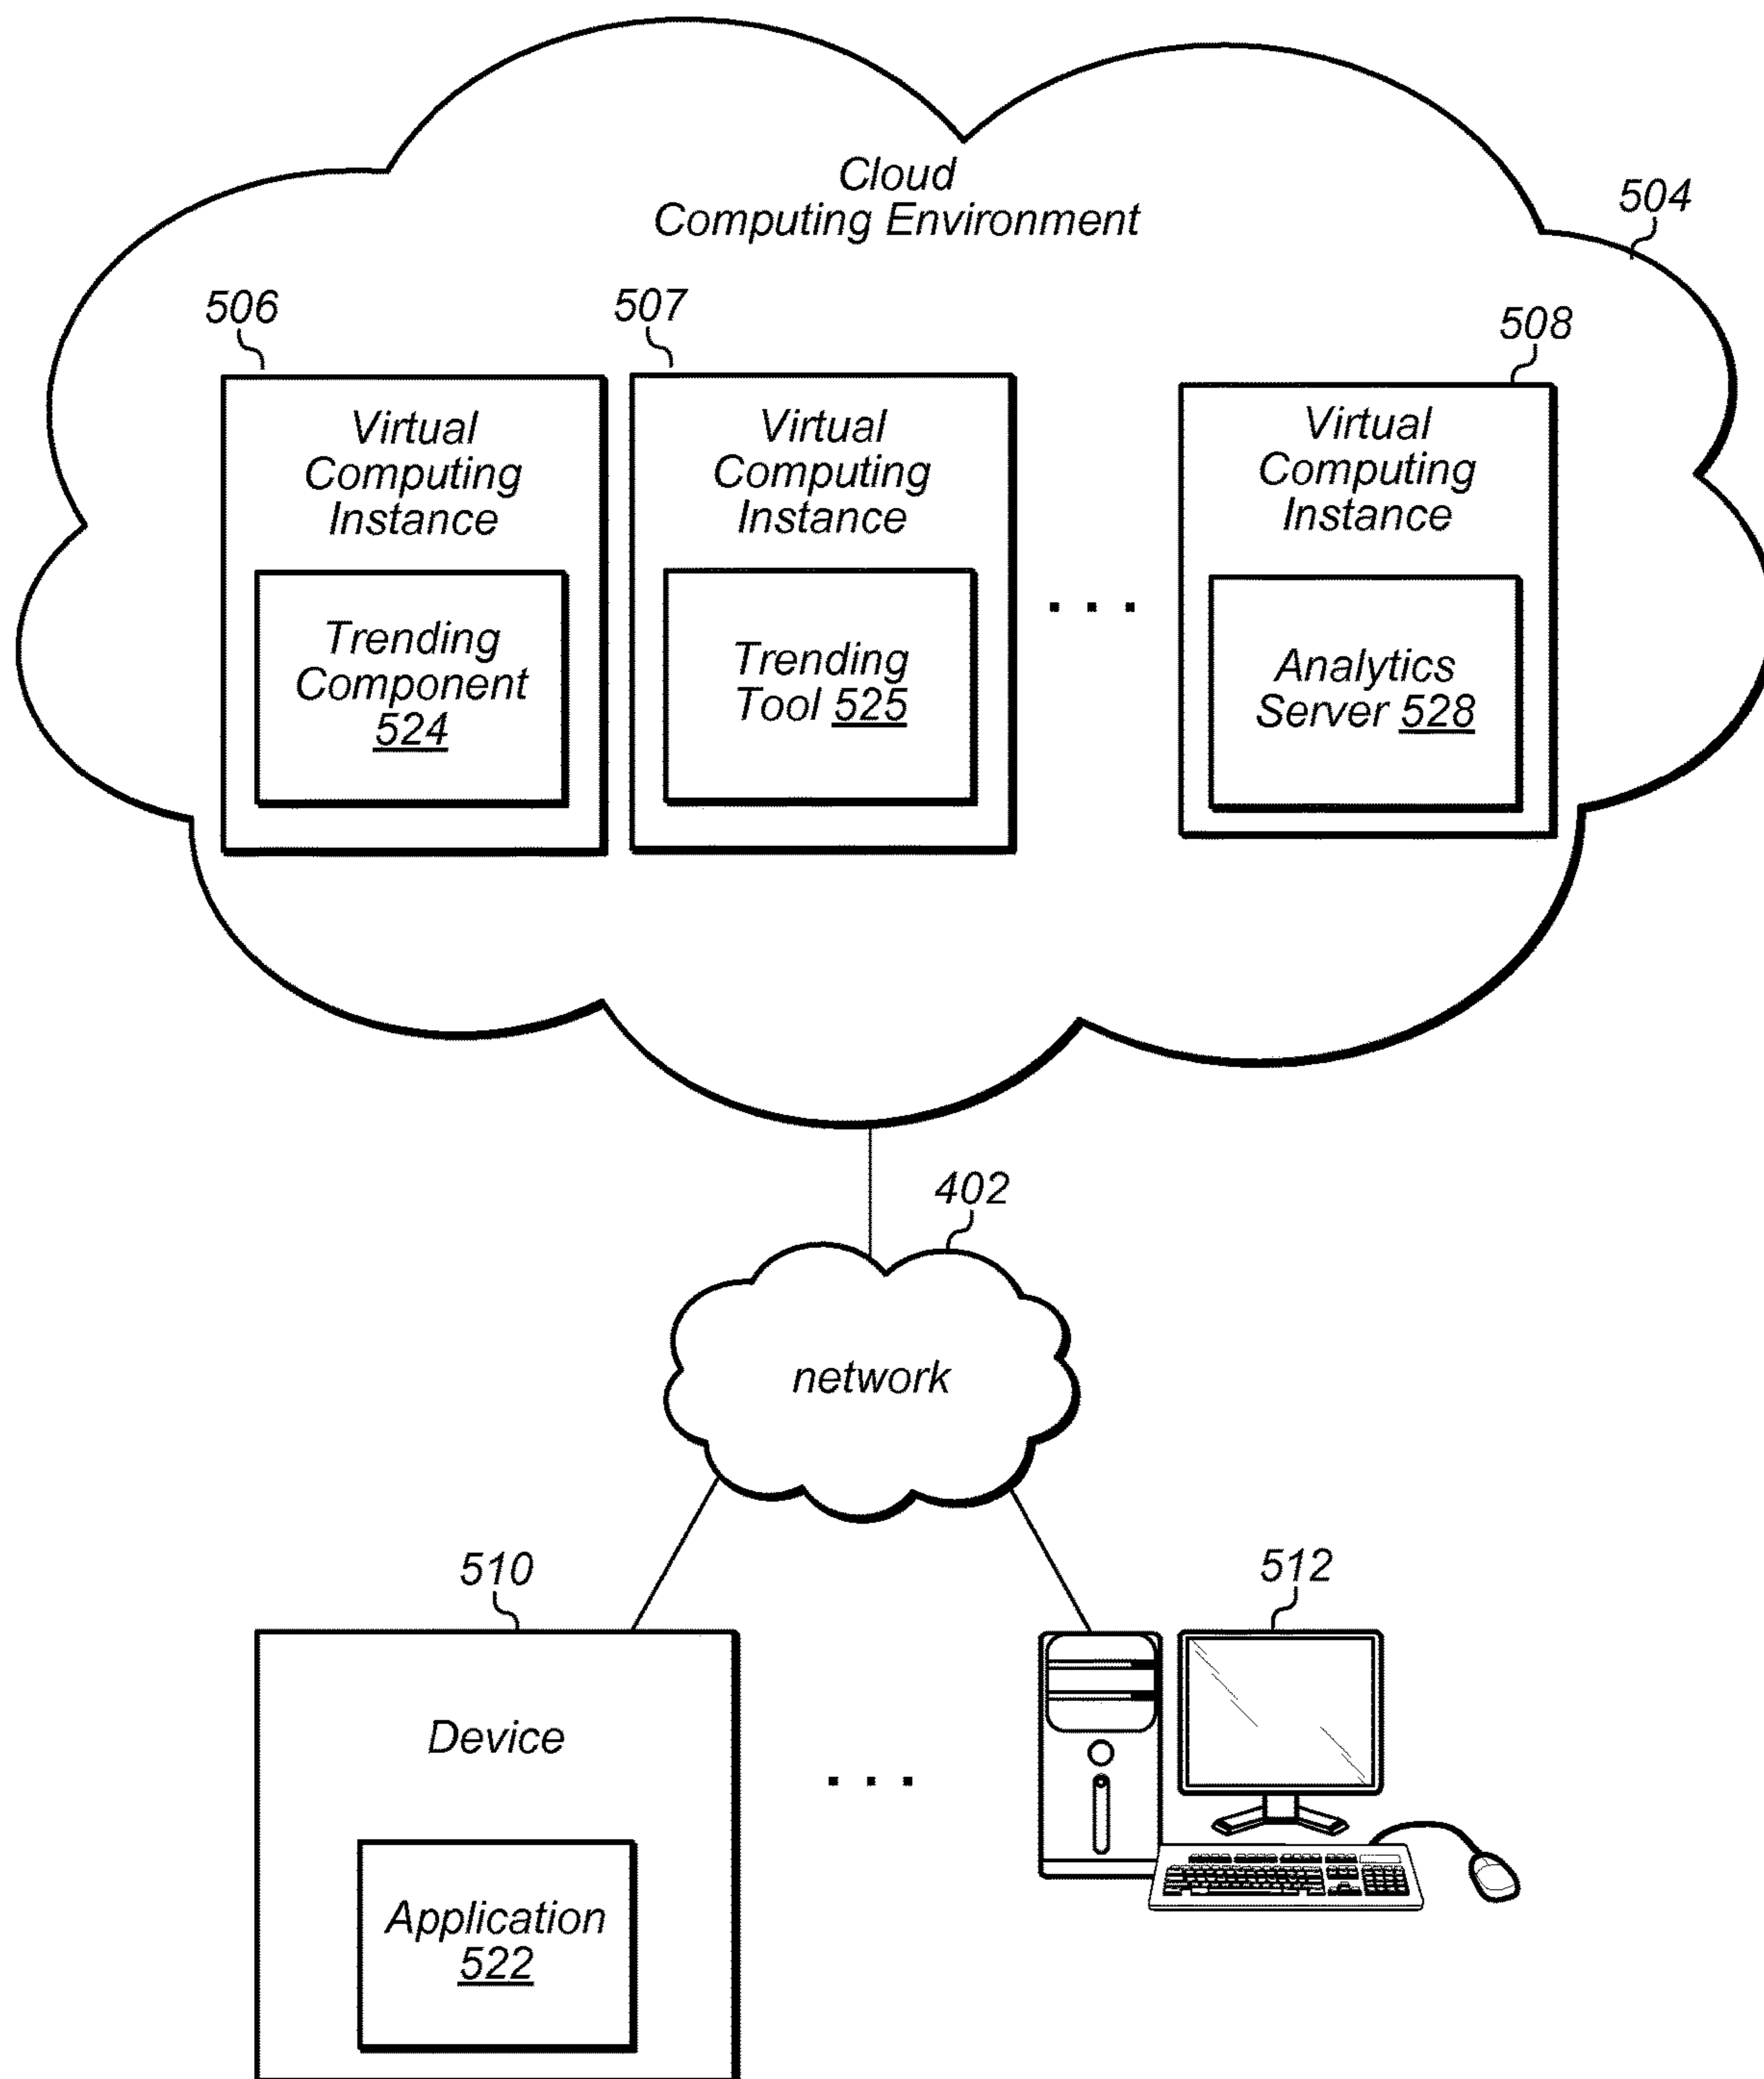 Cloud
Computing Environment
504
506
507
508
Virtual
Computing
Instance
Virtual
Computing
Instance
Virtual
Computing
Instance
Trending
Component
524
Trending
Tool 525
. . .
Analytics
Server 528
402
network
510
512
Device
. . .
Application
522